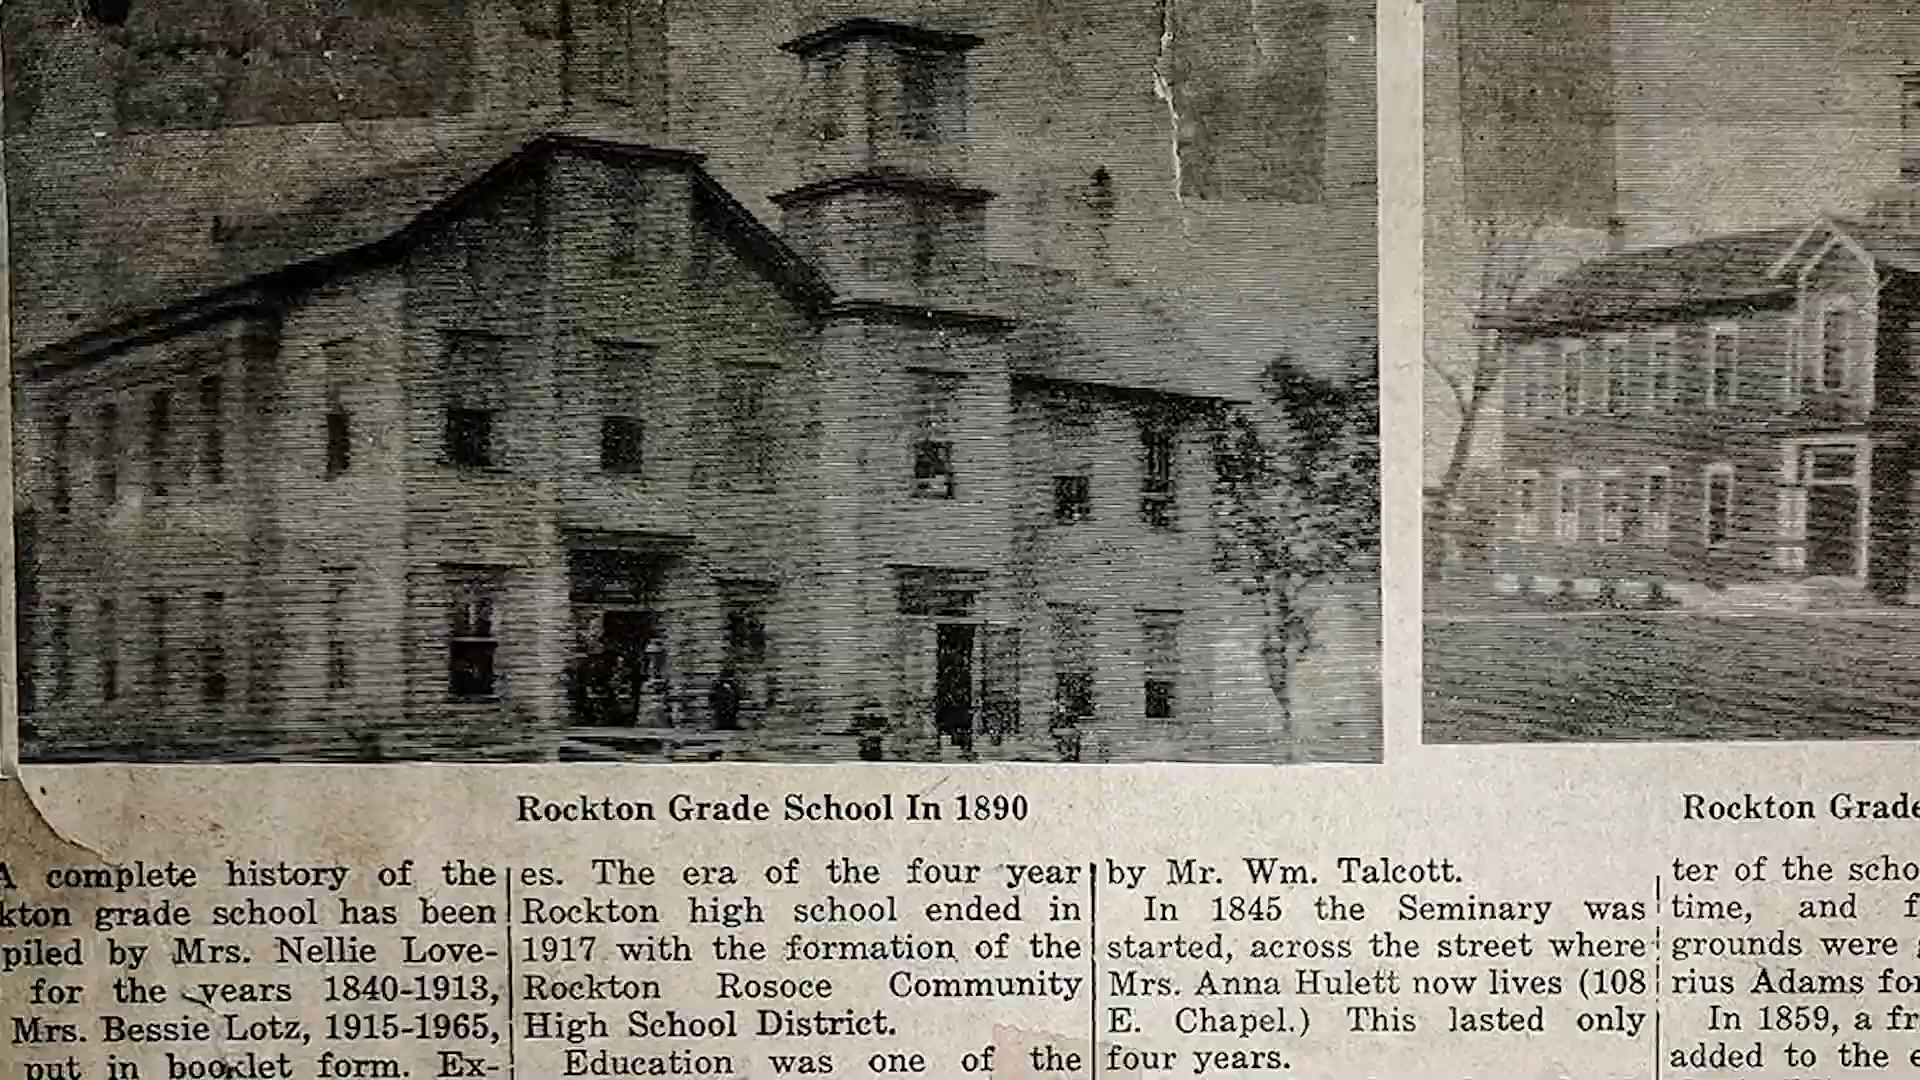 Rockton Grade School In 1890
Rockton Grade
A complete history of the
kton grade school has been
piled by Mrs. Nellie Love-
for the years 1840-1913,
Mrs. Bessie Lotz, 1915-1965,
put in booklet form. Ex-
es. The era of the four year
Rockton high school ended in
1917 with the formation of the
Rockton Rosoce Community
High School District.
Education was one of the
by Mr. Wm. Talcott.
In 1845 the Seminary was
started, across the street where
Mrs. Anna Hulett now lives (108
E. Chapel.) This lasted only
four years.
ter of the scho
time, and f
grounds were
rius Adams for
In 1859, a fr
added to the e